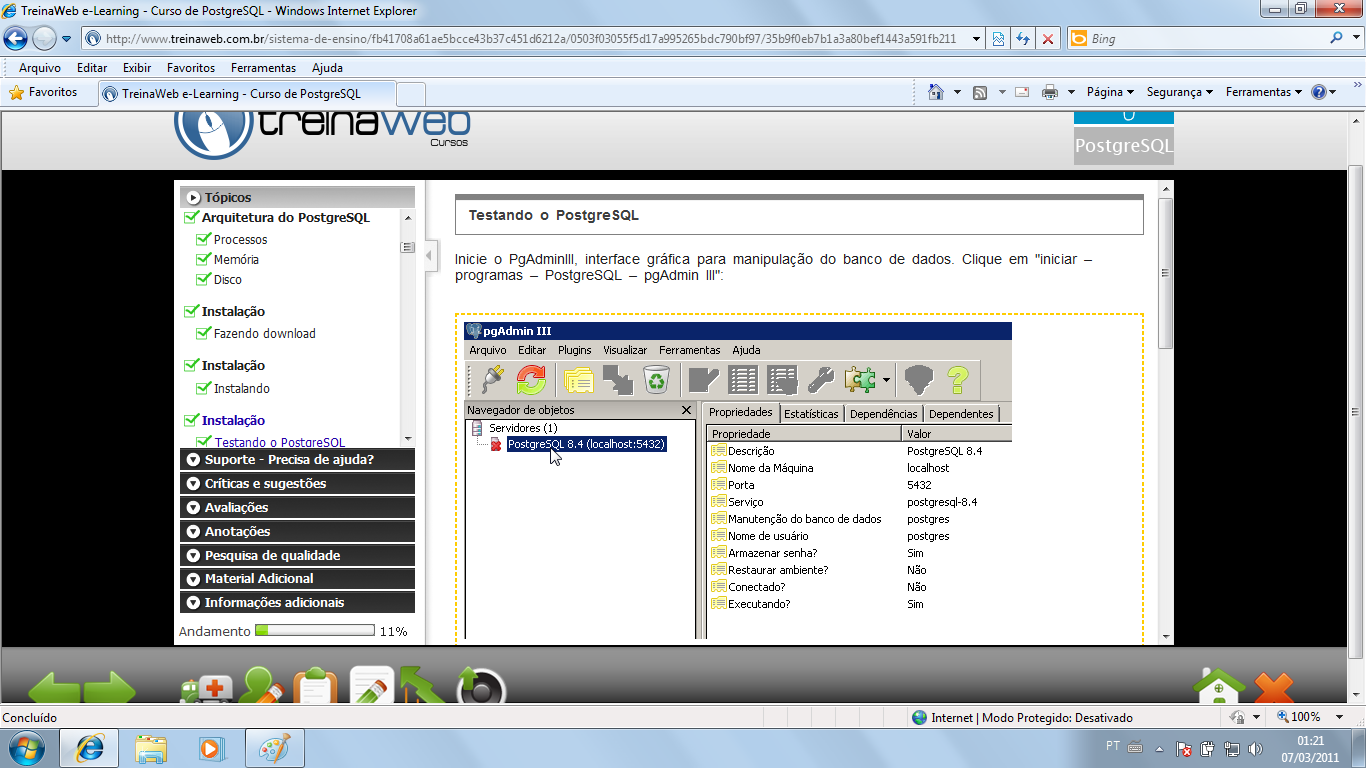 TreinaWeb e-Learning - Curso de PostgreSQL - Windows Internet Explorer
http://www.treinaweb.com.br/sistema-de-ensino/fb41708a61ae5bcce43b37c451d6212a/0503f03055f5d17a995265bdc790bf97/35b9f0eb7b1a3a80bef1443a591fb211
Bing
Arquivo Editar Exibir Favoritos Ferramentas Ajuda
Favoritos
TreinaWeb e-Learning - Curso de PostgreSQL
Página Segurança Ferramentas
treinaweb
Cursos
PostgreSQL
Tópicos
Arquitetura do PostgreSQL
Processos
Memória
Disco
Instalação
Fazendo download
Instalação
Instalando
Instalação
Testando o PostgreSQL
Suporte - Precisa de ajuda?
Críticas e sugestões
Avaliações
Anotações
Pesquisa de qualidade
Material Adicional
Informações adicionais
Andamento 11%
Testando o PostgreSQL
Inicie o PgAdminIII, interface gráfica para manipulação do banco de dados. Clique em "iniciar –
programas – PostgreSQL – pgAdmin III":
pgAdmin III
Arquivo Editar Plugins Visualizar Ferramentas Ajuda
Navegador de objetos
Servidores (1)
PostgreSQL 8.4 (localhost:5432)
Propriedades Estatísticas Dependências Dependentes
Propriedade Valor
Descrição PostgreSQL 8.4
Nome da Máquina localhost
Porta 5432
Serviço postgresql-8.4
Manutenção do banco de dados postgres
Nome de usuário postgres
Armazenar senha? Sim
Restaurar ambiente? Não
Conectado? Não
Executando? Sim
Concluído
Internet | Modo Protegido: Desativado
100%
PT
01:21
07/03/2011